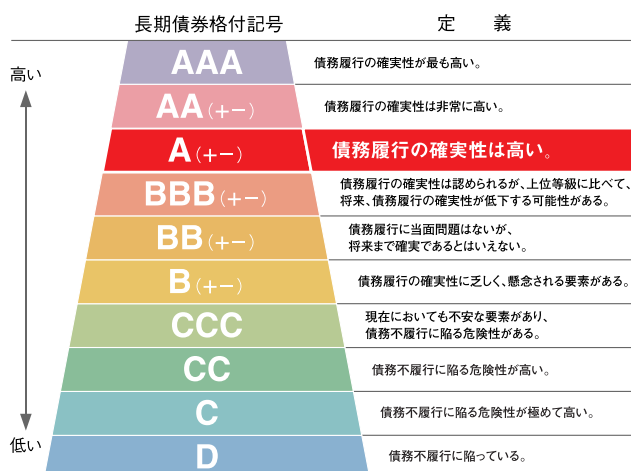 長期債券格付記号 定 義
高い
AAA 債務履行の確実性が最も高い。
AA(+−) 債務履行の確実性は非常に高い。
A(+−) 債務履行の確実性は高い。
BBB(+−) 債務履行の確実性は認められるが、上位等級に比べて、
将来、債務履行の確実性が低下する可能性がある。
BB(+−) 債務履行に当面問題はないが、
将来まで確実であるとはいえない。
B(+−) 債務履行の確実性に乏しく、懸念される要素がある。
CCC 現在においても不安な要素があり、
債務不履行に陥る危険性がある。
CC 債務不履行に陥る危険性が高い。
C 債務不履行に陥る危険性が極めて高い。
低い
D 債務不履行に陥っている。